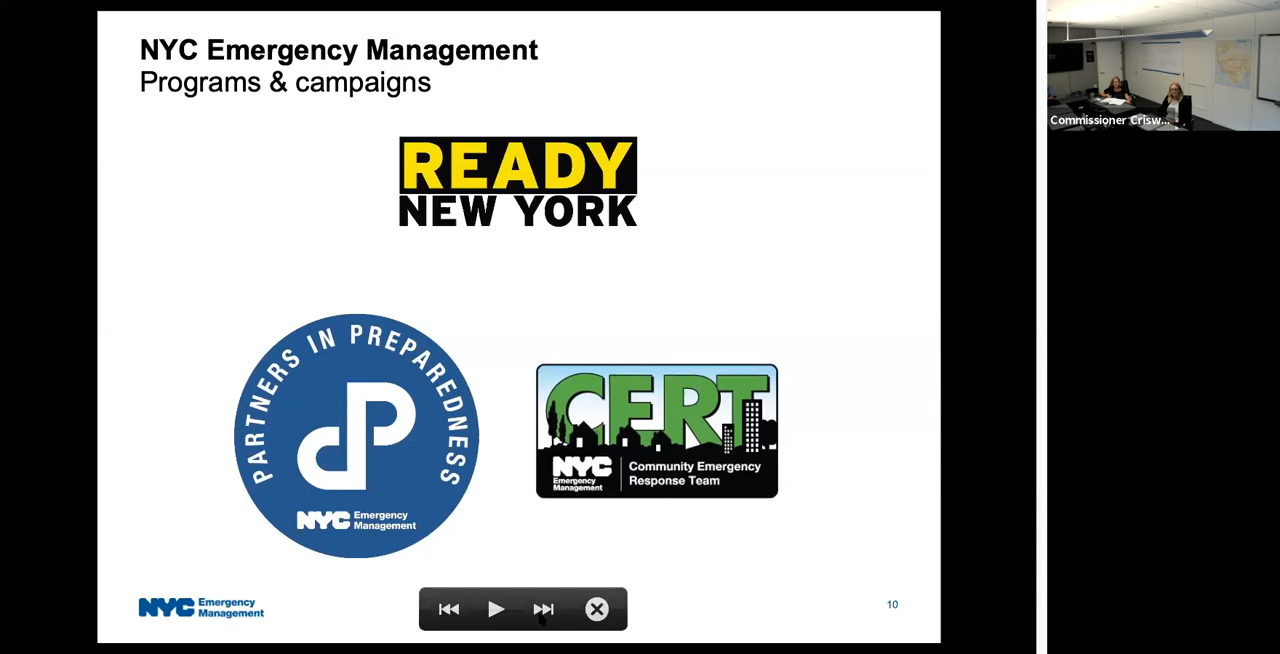 NYC Emergency Management
Programs & campaigns
READY
NEW YORK
PARTNERS IN PREPAREDNESS
NYC Emergency
Management
CERT
NYC
Emergency
Management
Community Emergency
Response Team
NYC Emergency
Management
10
Commissioner Crisw...